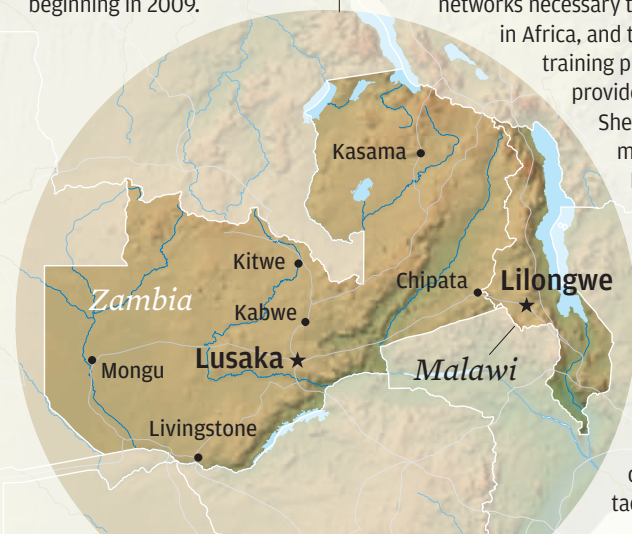 beginning in 2009.
networks necessary t
in Africa, and t
training p
provide
She
m
Kasama
Kitwe
Chipata
Lilongwe
Zambia
Kabwe
Lusaka
Malawi
Mongu
Livingstone
tac